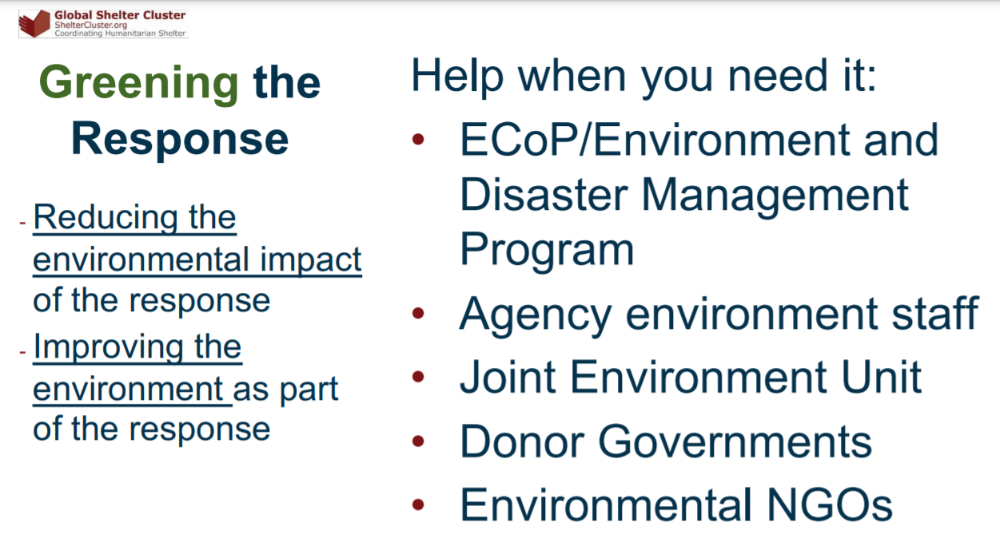 Global Shelter Cluster
ShelterCluster.org
Coordinating Humanitarian Shelter
Greening the
Response
- Reducing the
environmental impact
of the response
- Improving the
environment as part
of the response
Help when you need it:
• ECoP/Environment and
Disaster Management
Program
• Agency environment staff
• Joint Environment Unit
• Donor Governments
• Environmental NGOs